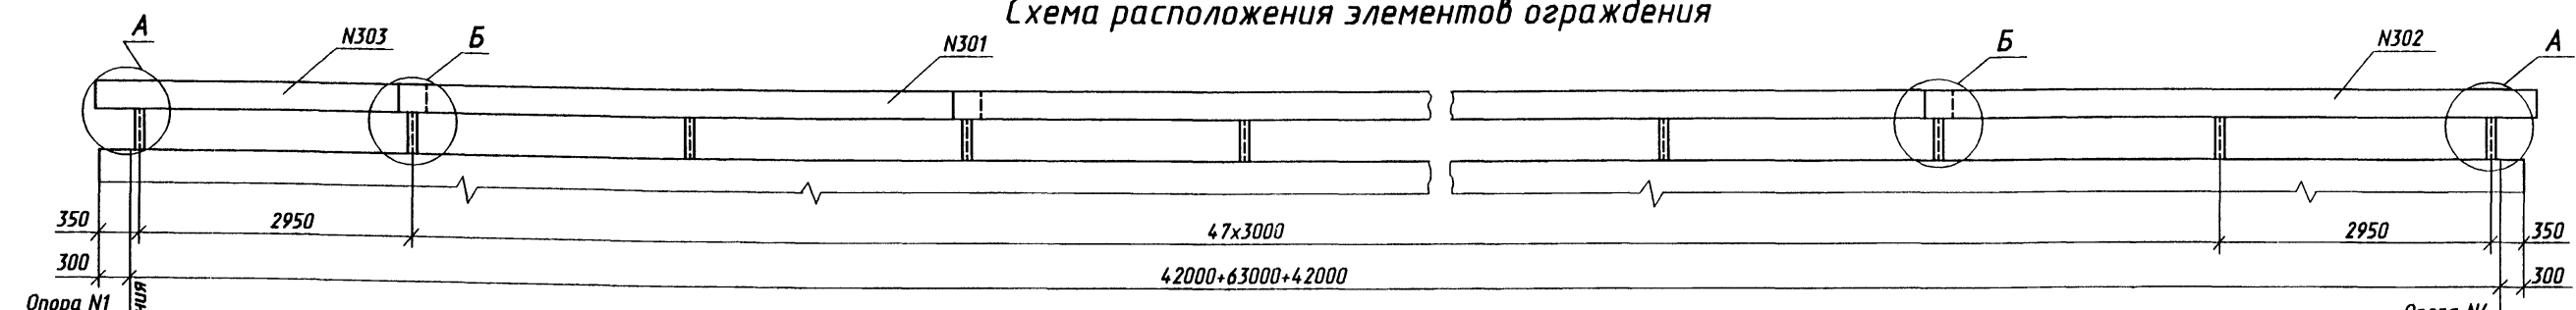 Схема расположения элементов ограждения
А
N303
Б
N301
Б
N302
А
350
2950
47x3000
2950
350
300
42000+63000+42000
300
Опора N1